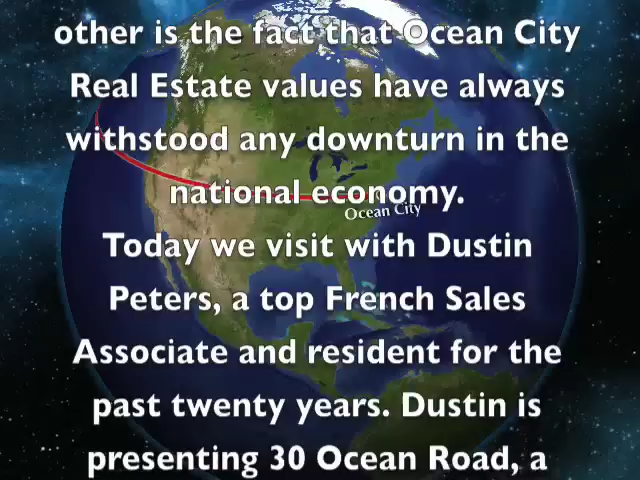 other is the fact that Ocean City
Real Estate values have always
withstood any downturn in the
national economy.
Ocean City
Today we visit with Dustin
Peters, a top French Sales
Associate and resident for the
past twenty years. Dustin is
presenting 30 Ocean Road, a